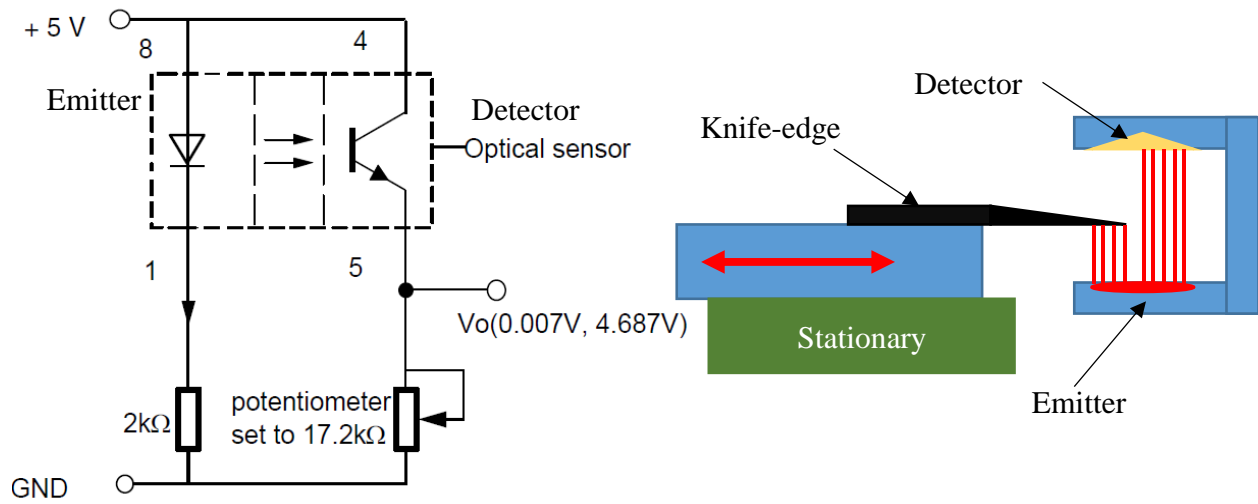 + 5 V
8
4
Emitter
Detector
Optical sensor
1
5
Vo(0.007V, 4.687V)
2kΩ
potentiometer
set to 17.2kΩ
GND
Detector
Knife-edge
Stationary
Emitter